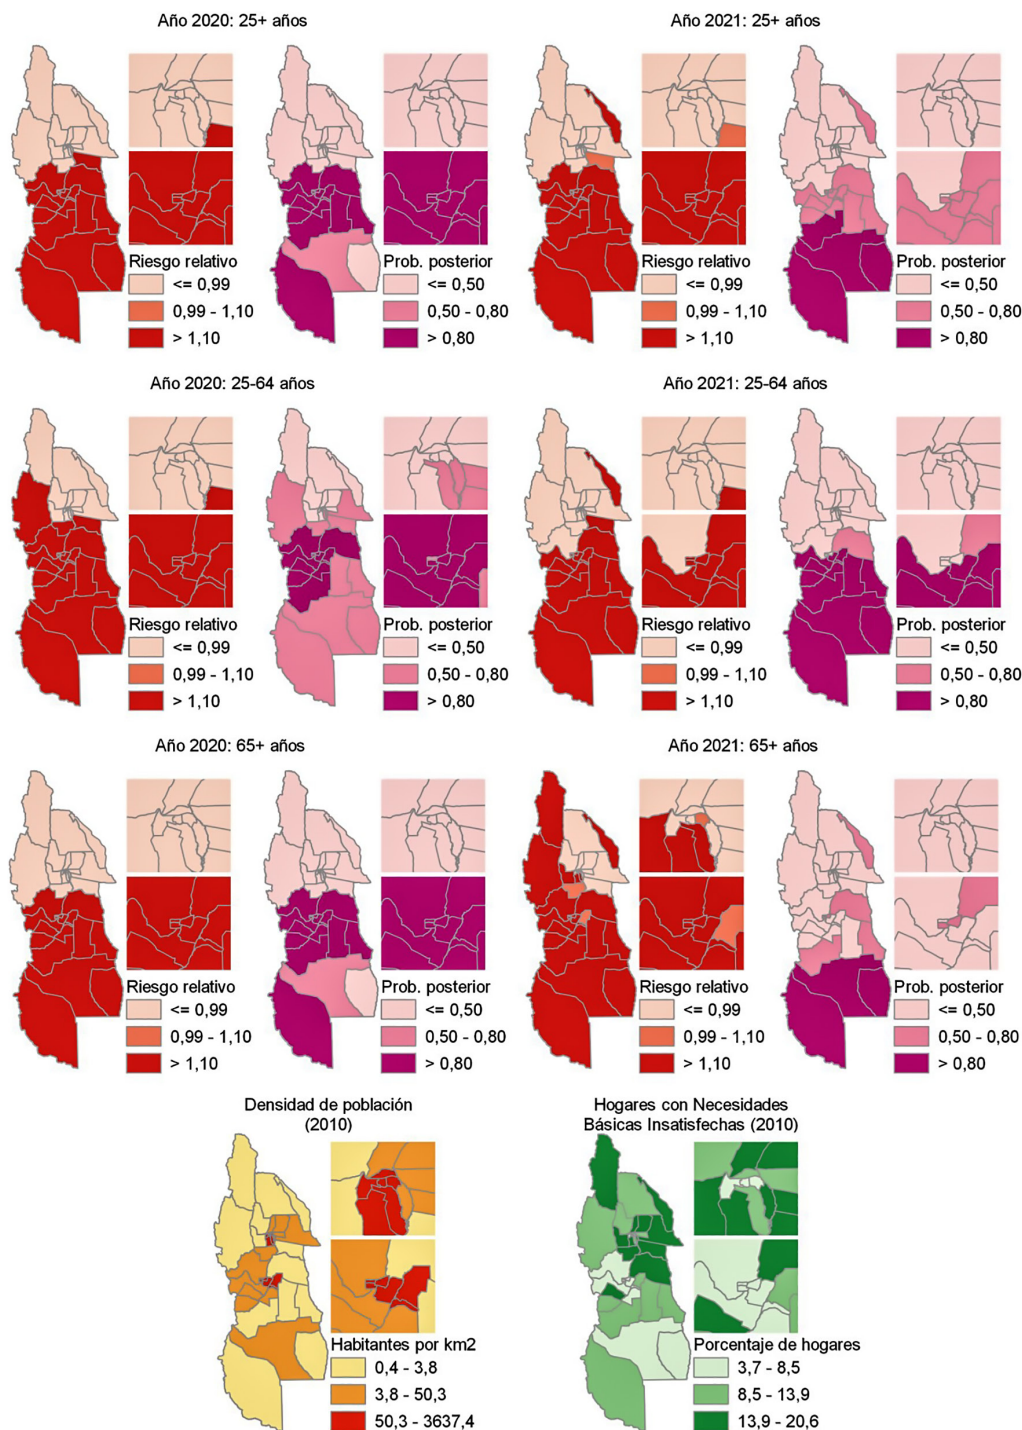 Año 2020: 25+ años
Año 2021: 25+ años
Riesgo relativo
<= 0,99
0,99 - 1,10
> 1,10
Prob. posterior
<= 0,50
0,50 - 0,80
> 0,80
Riesgo relativo
<= 0,99
0,99 - 1,10
> 1,10
Prob. posterior
<= 0,50
0,50 - 0,80
> 0,80
Año 2020: 25-64 años
Año 2021: 25-64 años
Riesgo relativo
<= 0,99
0,99 - 1,10
> 1,10
Prob. posterior
<= 0,50
0,50 - 0,80
> 0,80
Riesgo relativo
<= 0,99
0,99 - 1,10
> 1,10
Prob. posterior
<= 0,50
0,50 - 0,80
> 0,80
Año 2020: 65+ años
Año 2021: 65+ años
Riesgo relativo
<= 0,99
0,99 - 1,10
> 1,10
Prob. posterior
<= 0,50
0,50 - 0,80
> 0,80
Riesgo relativo
<= 0,99
0,99 - 1,10
> 1,10
Prob. posterior
<= 0,50
0,50 - 0,80
> 0,80
Densidad de población
(2010)
Habitantes por km2
0,4 - 3,8
3,8 - 50,3
50,3 - 3637,4
Hogares con Necesidades
Básicas Insatisfechas (2010)
Porcentaje de hogares
3,7 - 8,5
8,5 - 13,9
13,9 - 20,6